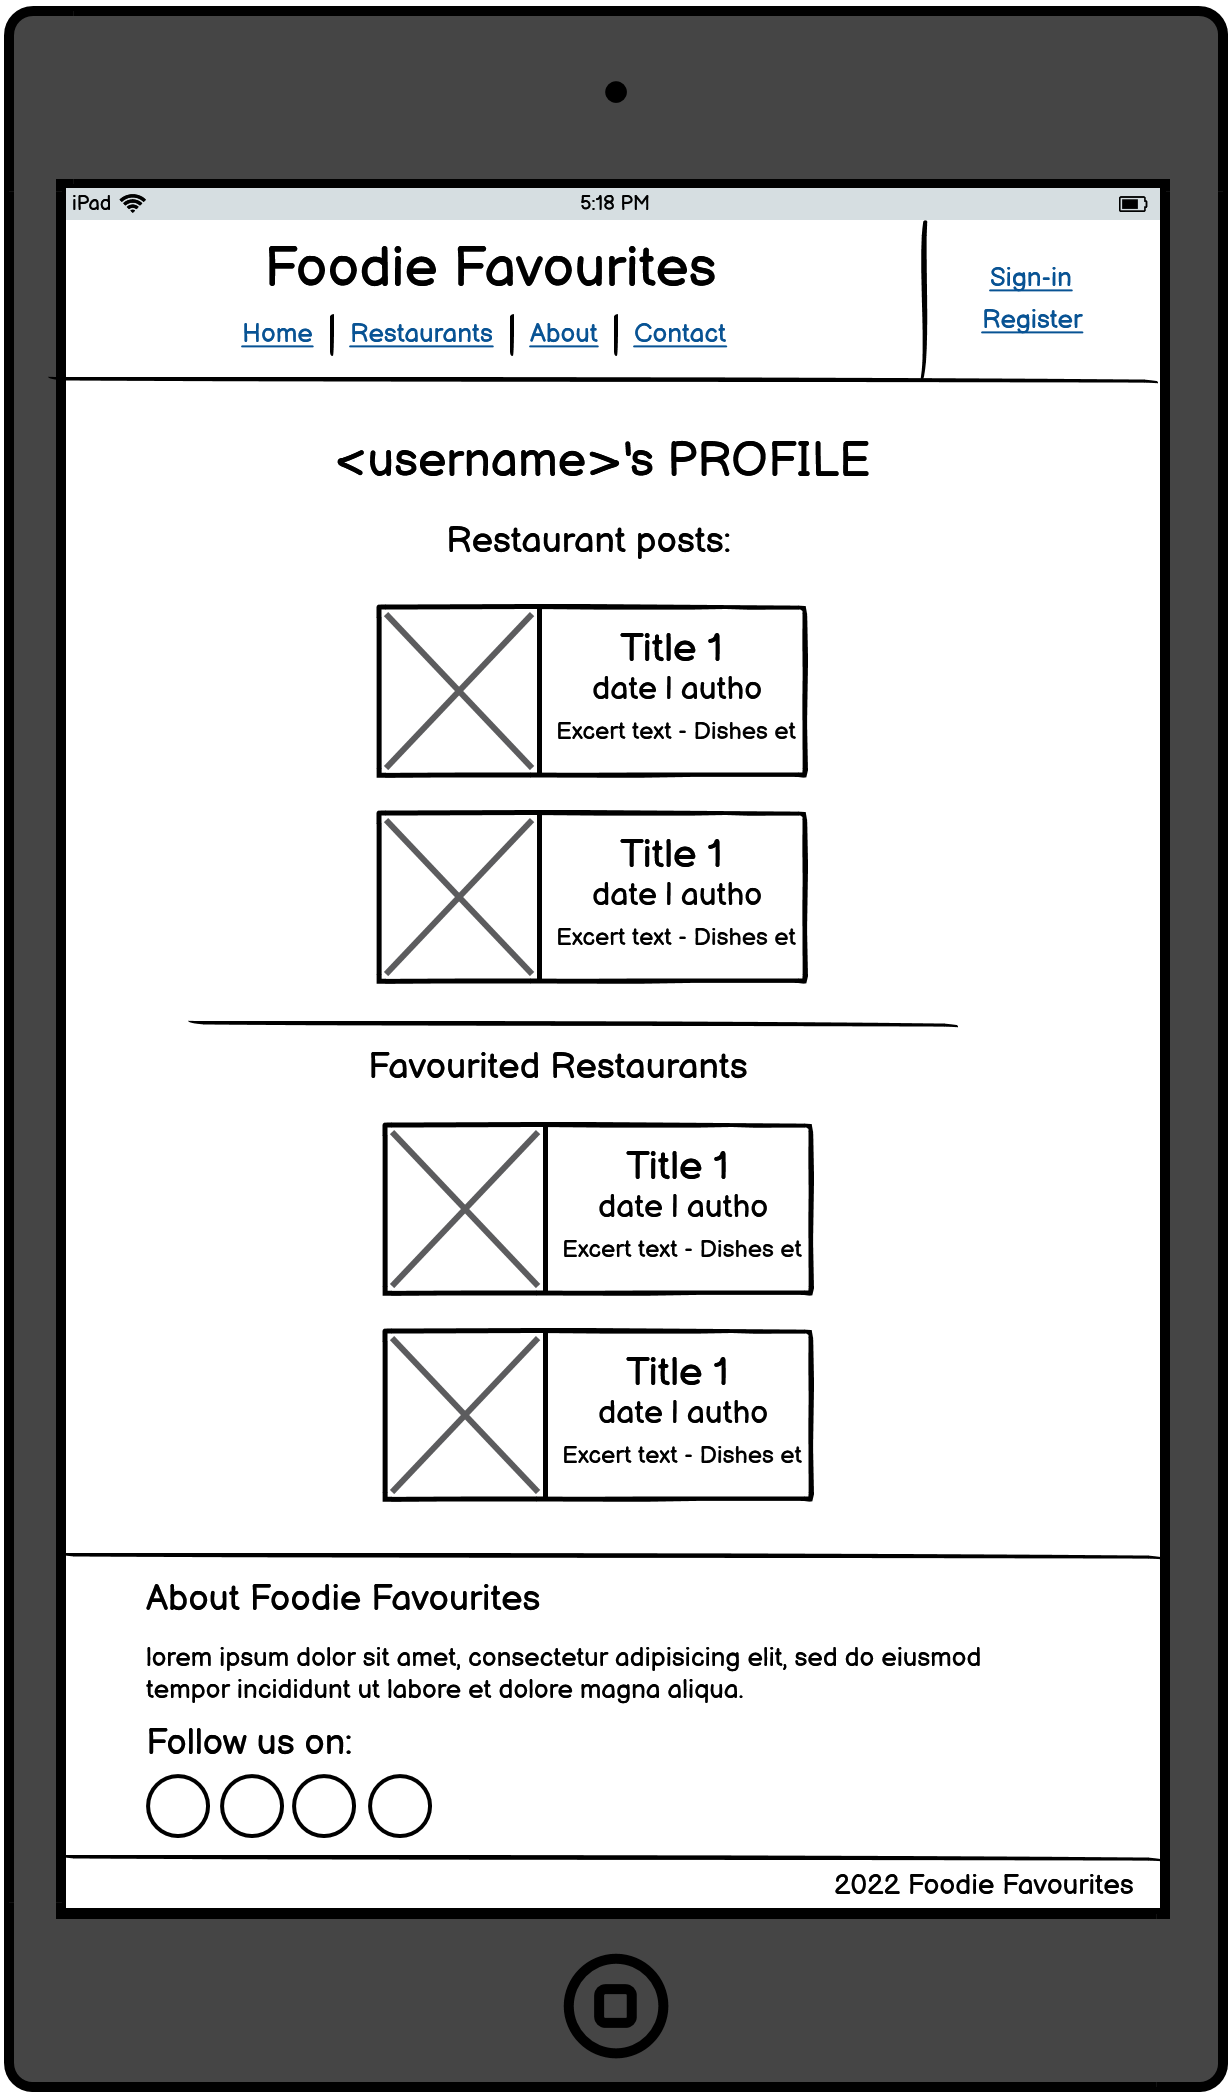 iPad 5:18 PM
Foodie Favourites
Sign-in
Register
Home Restaurants About Contact
<username>'s PROFILE
Restaurant posts:
Title 1
date | autho
Excert text - Dishes et
Title 1
date | autho
Excert text - Dishes et
Favourited Restaurants
Title 1
date | autho
Excert text - Dishes et
Title 1
date | autho
Excert text - Dishes et
About Foodie Favourites
lorem ipsum dolor sit amet, consectetur adipisicing elit, sed do eiusmod
tempor incididunt ut labore et dolore magna aliqua.
Follow us on:
2022 Foodie Favourites